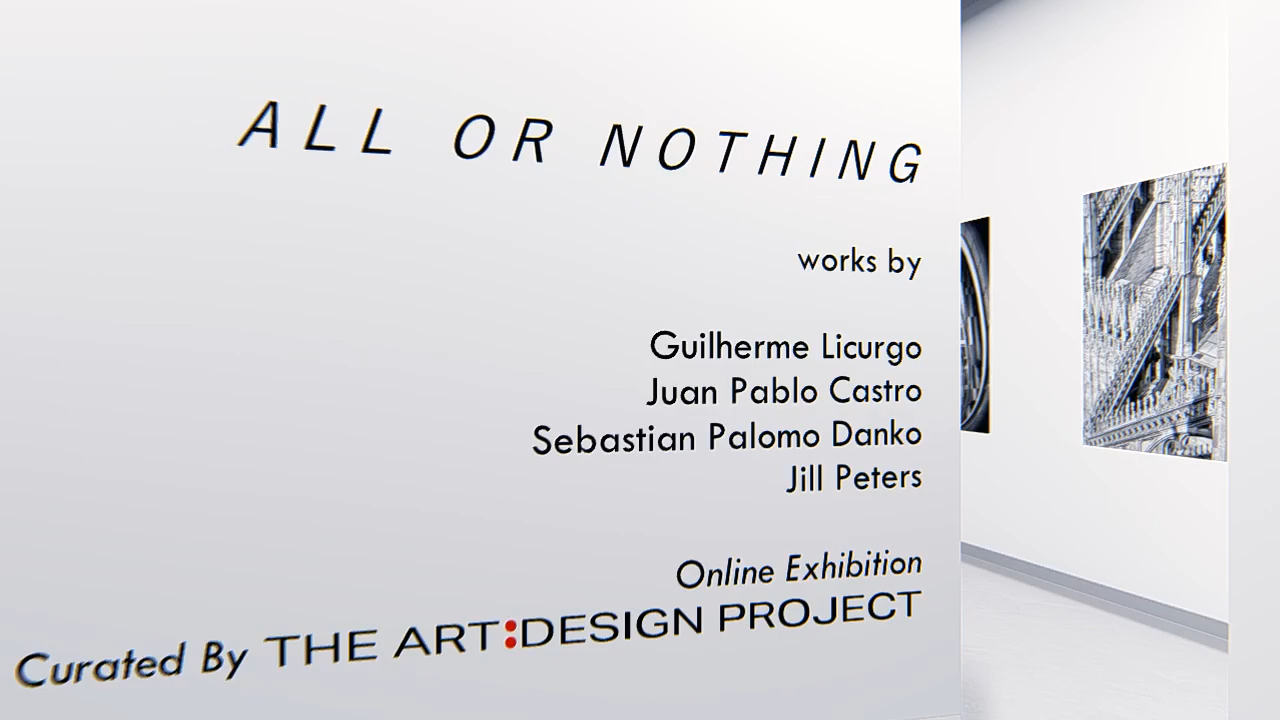 ALL OR NOTHING
works by
Guilherme Licurgo
Juan Pablo Castro
Sebastian Palomo Danko
Jill Peters
Online Exhibition
Curated By THE ART:DESIGN PROJECT